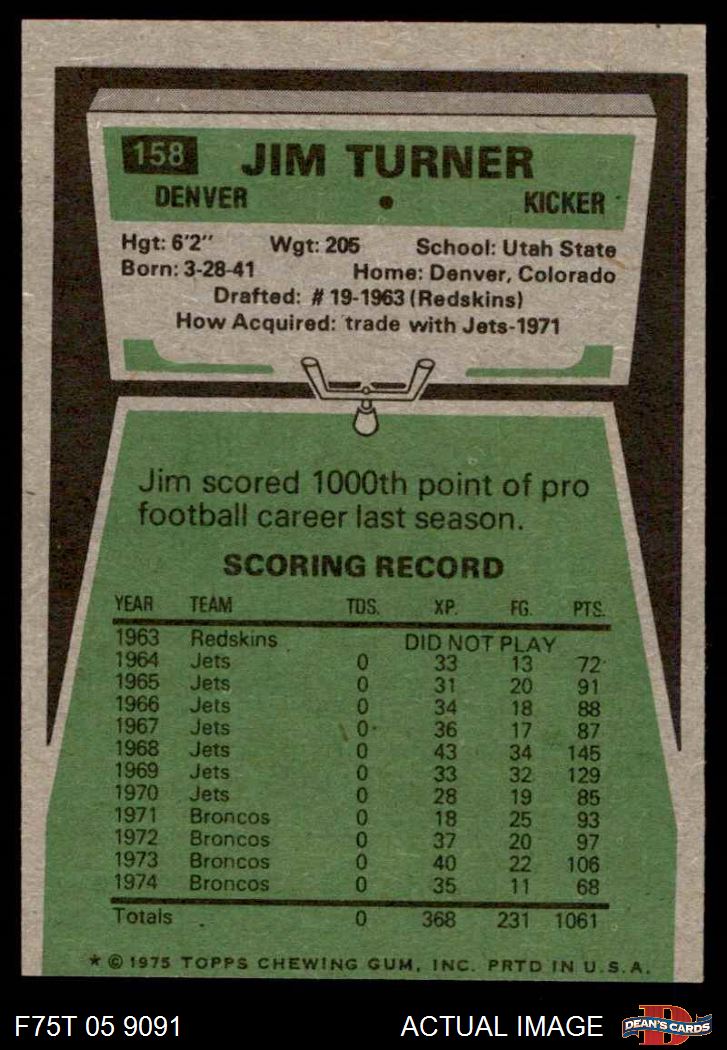 158 JIM TURNER
DENVER • KICKER
Hgt: 6'2" Wgt: 205 School: Utah State
Born: 3-28-41 Home: Denver, Colorado
Drafted: # 19-1963 (Redskins)
How Acquired: trade with Jets-1971
Jim scored 1000th point of pro
football career last season.
SCORING RECORD
YEAR TEAM TDS. XP. FG. PTS.
1963 Redskins DID NOT PLAY
1964 Jets 0 33 13 72
1965 Jets 0 31 20 91
1966 Jets 0 34 18 88
1967 Jets 0 36 17 87
1968 Jets 0 43 34 145
1969 Jets 0 33 32 129
1970 Jets 0 28 19 85
1971 Broncos 0 18 25 93
1972 Broncos 0 37 20 97
1973 Broncos 0 40 22 106
1974 Broncos 0 35 11 68
Totals 0 368 231 1061
* © 1975 TOPPS CHEWING GUM, INC. PRTD IN U.S.A.
F75T 05 9091 ACTUAL IMAGE DEAN'S CARDS